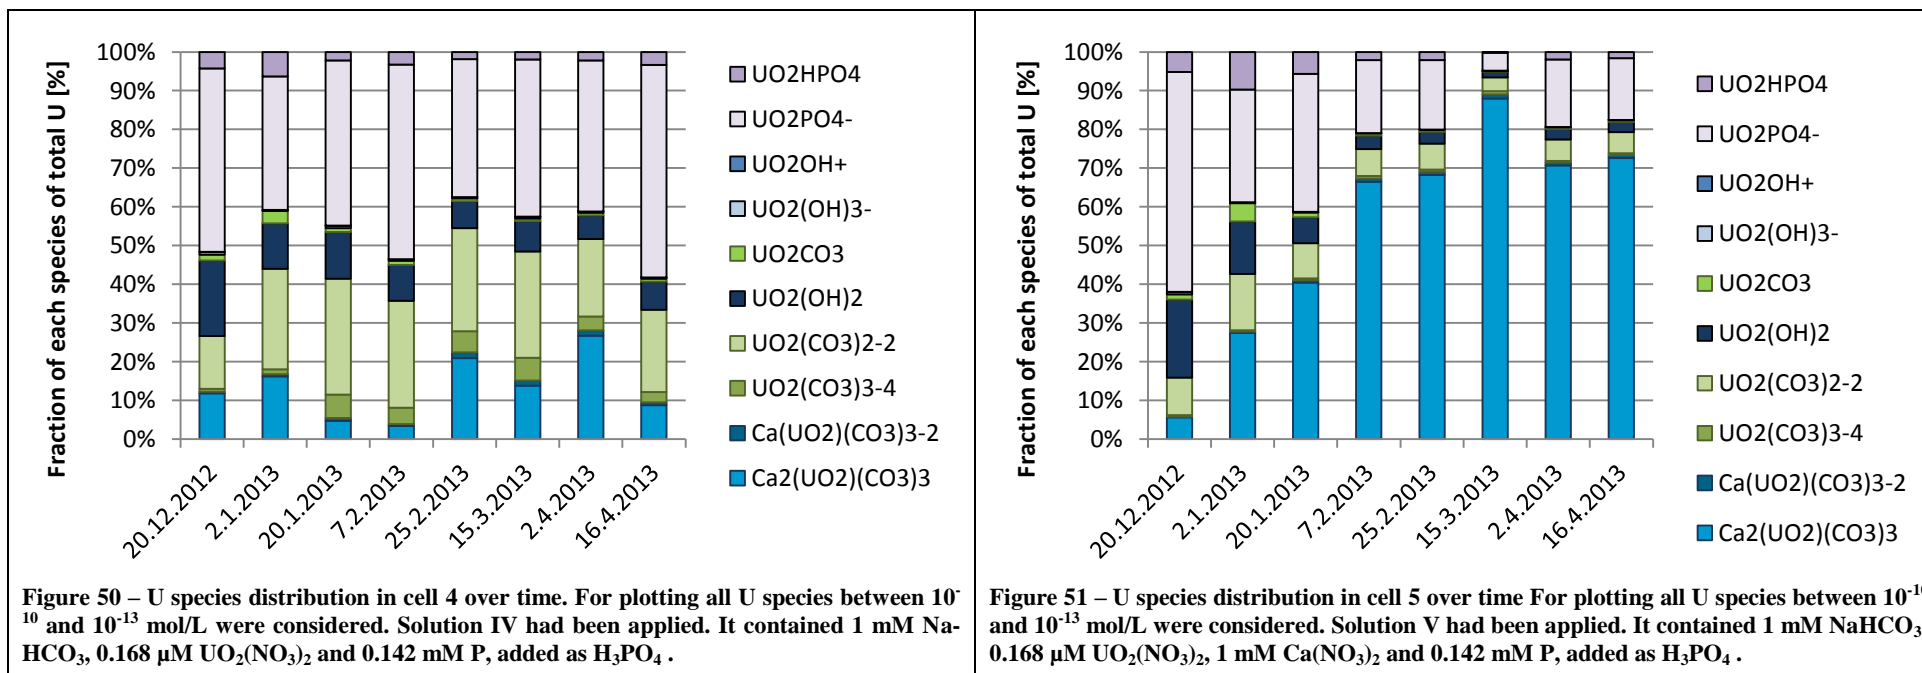 Fraction of each species of total U [%]
100%
90%
80%
70%
60%
50%
40%
30%
20%
10%
0%
20.12.2012
2.1.2013
20.1.2013
7.2.2013
25.2.2013
15.3.2013
2.4.2013
16.4.2013
UO2HPO4
UO2PO4-
UO2OH+
UO2(OH)3-
UO2CO3
UO2(OH)2
UO2(CO3)2-2
UO2(CO3)3-4
Ca(UO2)(CO3)3-2
Ca2(UO2)(CO3)3
Figure 50 – U species distribution in cell 4 over time. For plotting all U species between 10⁻
¹⁰ and 10⁻¹³ mol/L were considered. Solution IV had been applied. It contained 1 mM Na-
HCO₃, 0.168 µM UO₂(NO₃)₂ and 0.142 mM P, added as H₃PO₄ .
Fraction of each species of total U [%]
100%
90%
80%
70%
60%
50%
40%
30%
20%
10%
0%
20.12.2012
2.1.2013
20.1.2013
7.2.2013
25.2.2013
15.3.2013
2.4.2013
16.4.2013
UO2HPO4
UO2PO4-
UO2OH+
UO2(OH)3-
UO2CO3
UO2(OH)2
UO2(CO3)2-2
UO2(CO3)3-4
Ca(UO2)(CO3)3-2
Ca2(UO2)(CO3)3
Figure 51 – U species distribution in cell 5 over time For plotting all U species between 10⁻¹⁰
and 10⁻¹³ mol/L were considered. Solution V had been applied. It contained 1 mM NaHCO₃
0.168 µM UO₂(NO₃)₂, 1 mM Ca(NO₃)₂ and 0.142 mM P, added as H₃PO₄ .